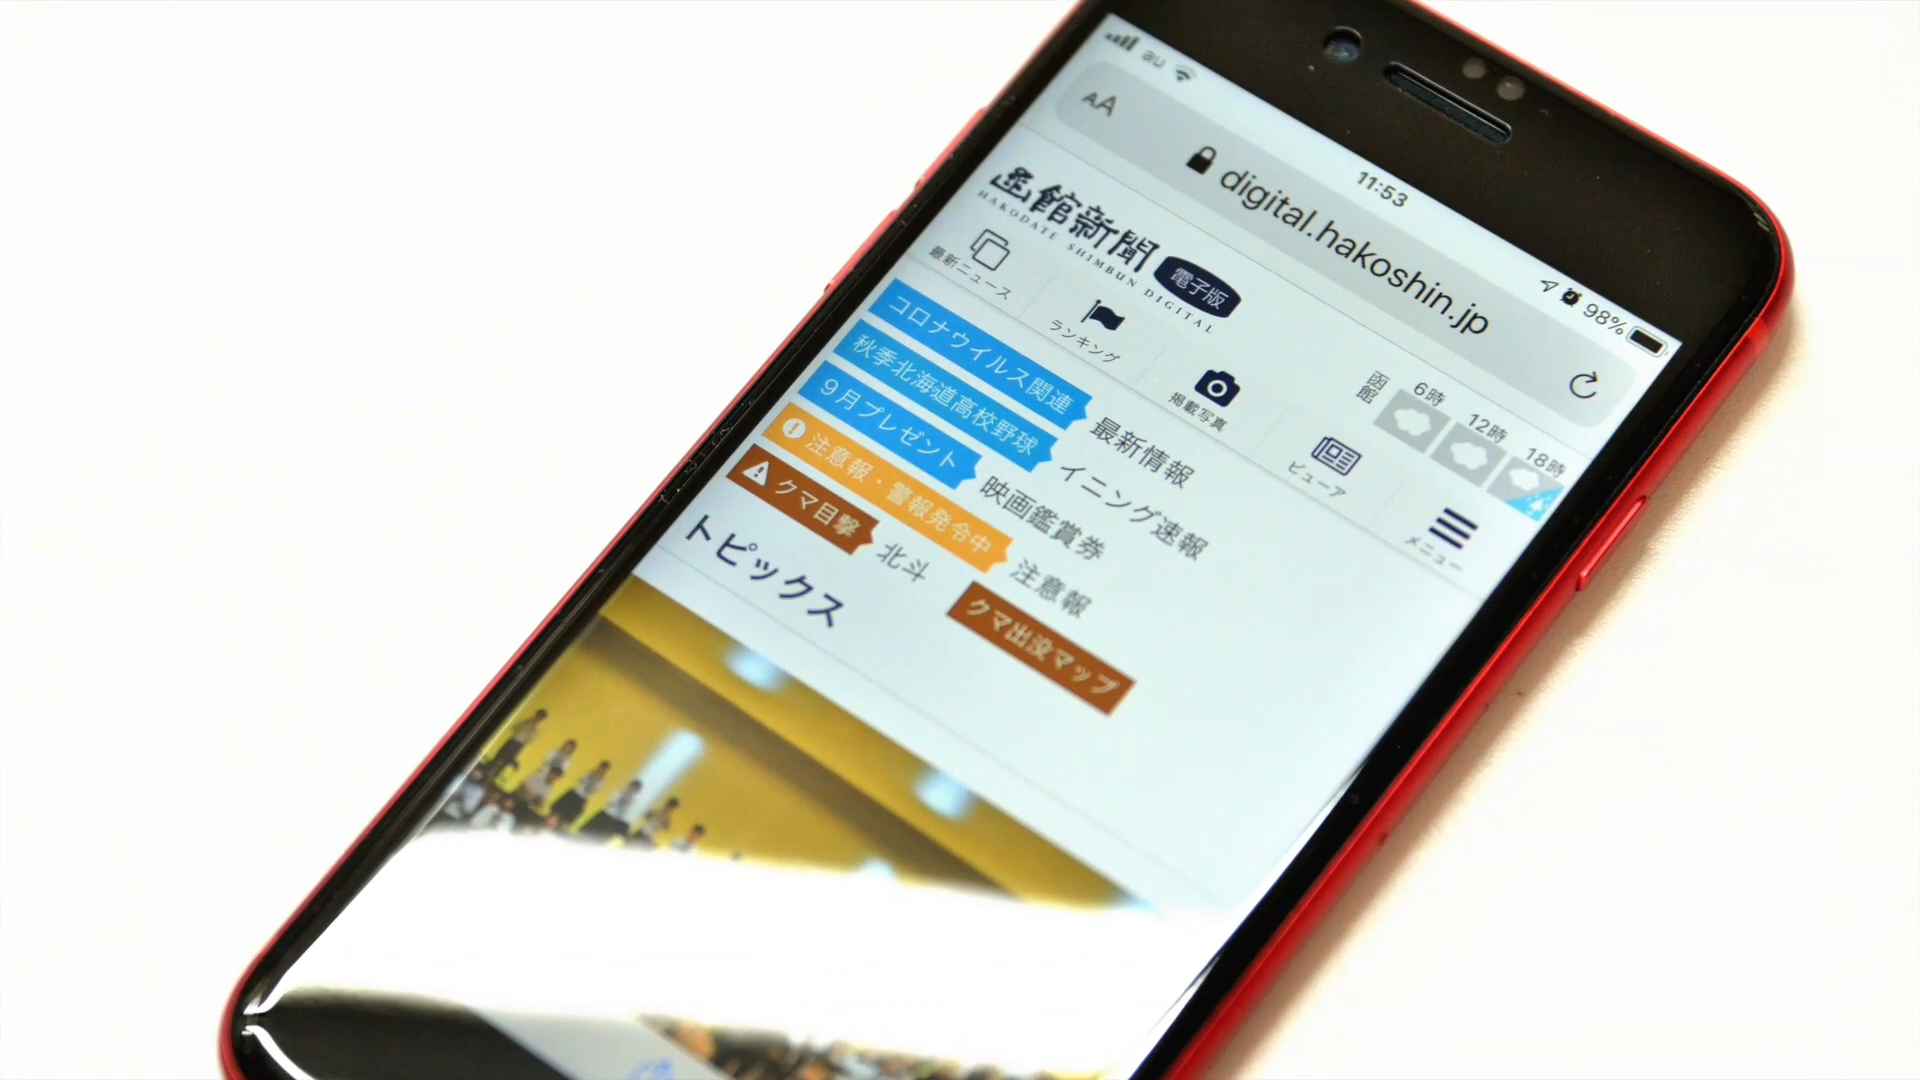 au
11:53
98%
AA
digital.hakoshin.jp
函館新聞 電子版
HAKODATE SHIMBUN DIGITAL
函館
6時
12時
18時
最新ニュース
ランキング
掲載写真
ビューア
メニュー
コロナウイルス関連 最新情報
秋季北海道高校野球 イニング速報
9月プレゼント 映画鑑賞券
注意報・警報発令中 注意報
クマ目撃 北斗 クマ出没マップ
トピックス